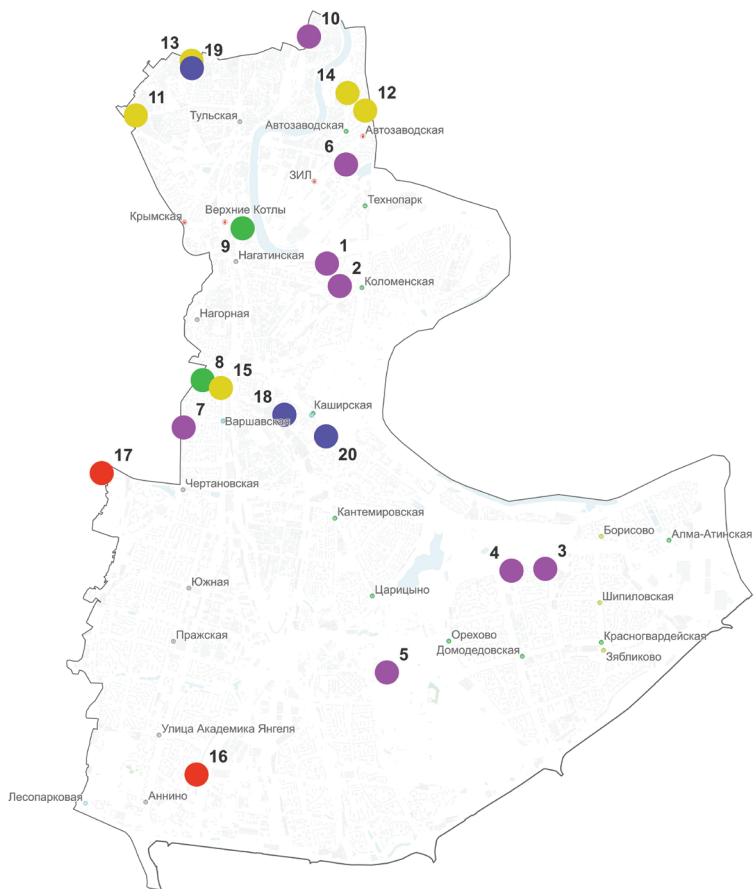 10
13
19
14
12
11
Тульская
Автозаводская
Автозаводская
6
ЗИЛ
Технопарк
Крымская
Верхние Котлы
9
Нагатинская
1
2
Коломенская
Нагорная
8
15
18
Каширская
7
Варшавская
20
17
Чертановская
Кантемировская
Борисово
Алма-Атинская
4
3
Южная
Царицыно
Шипиловская
Пражская
Орехово
Красногвардейская
Домодедовская
Зябликово
5
Улица Академика Янгеля
16
Лесопарковая
Аннино